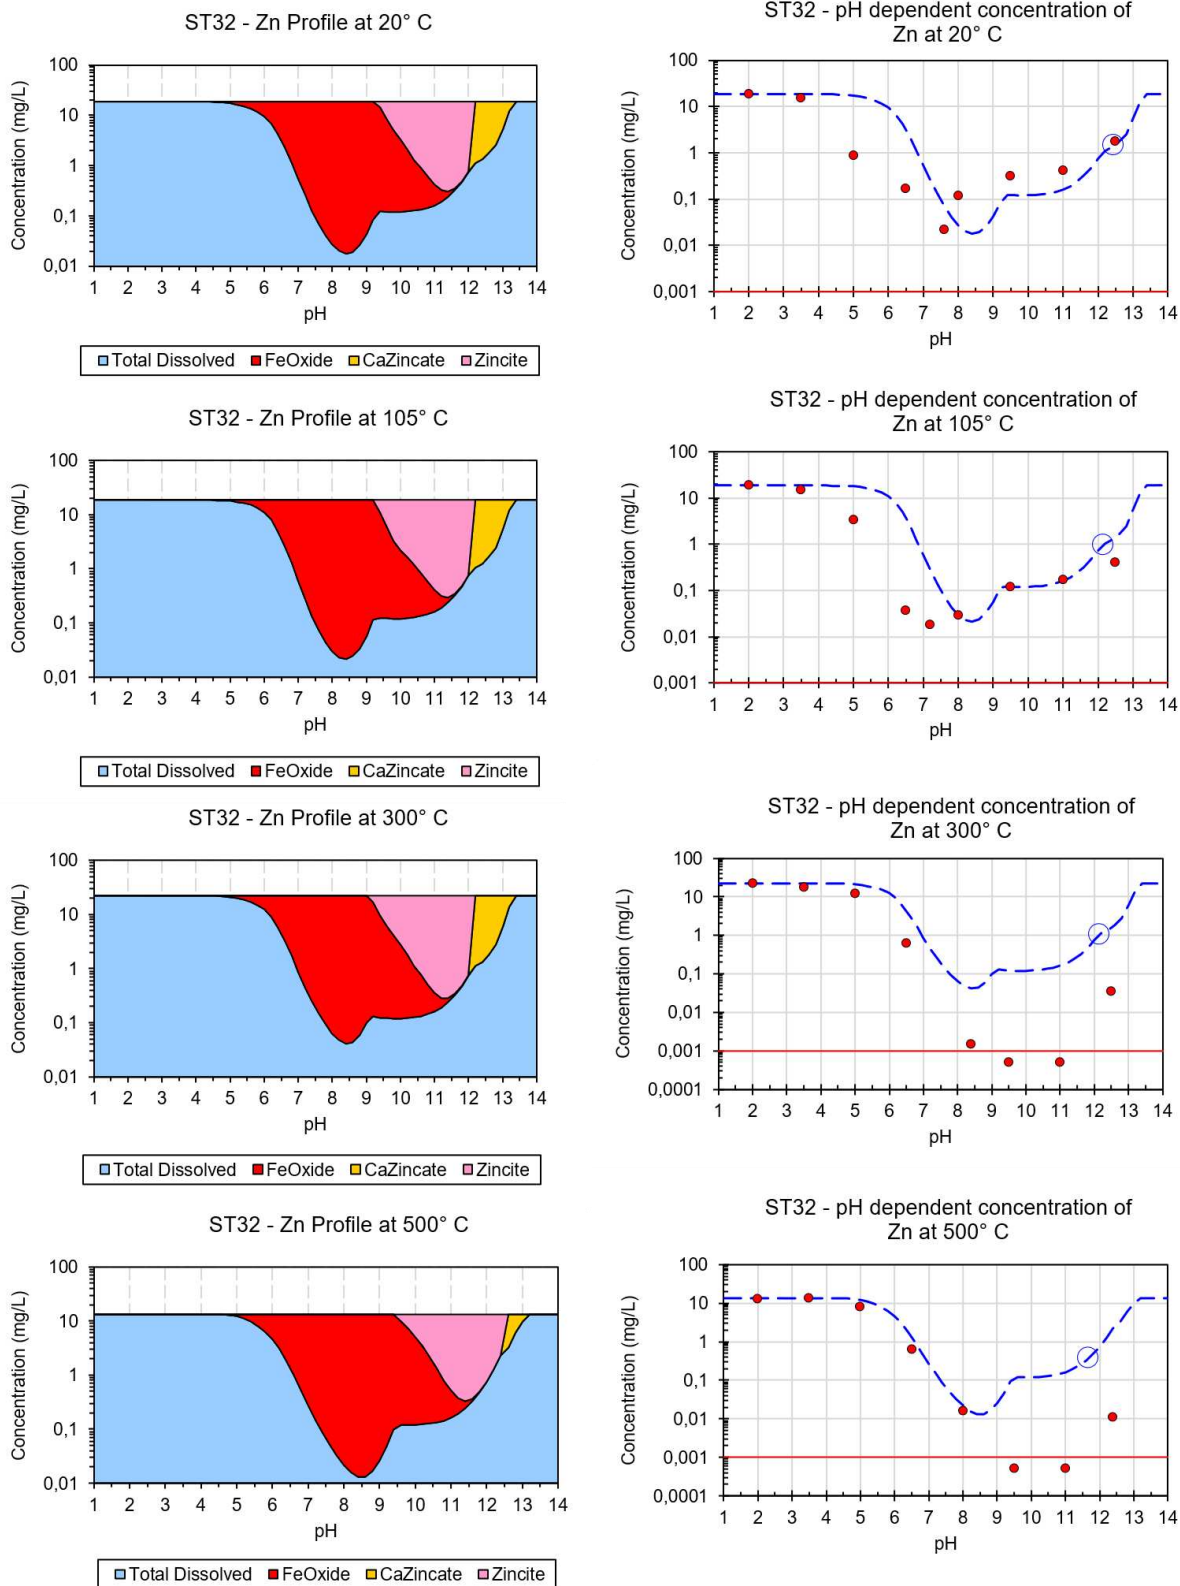 ST32 - Zn Profile at 20° C
Concentration (mg/L)
100
10
1
0,1
0,01
1 2 3 4 5 6 7 8 9 10 11 12 13 14
pH
Total Dissolved FeOxide CaZincate Zincite
ST32 - pH dependent concentration of
Zn at 20° C
Concentration (mg/L)
100
10
1
0,1
0,01
0,001
1 2 3 4 5 6 7 8 9 10 11 12 13 14
pH
ST32 - Zn Profile at 105° C
Concentration (mg/L)
100
10
1
0,1
0,01
1 2 3 4 5 6 7 8 9 10 11 12 13 14
pH
Total Dissolved FeOxide CaZincate Zincite
ST32 - pH dependent concentration of
Zn at 105° C
Concentration (mg/L)
100
10
1
0,1
0,01
0,001
1 2 3 4 5 6 7 8 9 10 11 12 13 14
pH
ST32 - Zn Profile at 300° C
Concentration (mg/L)
100
10
1
0,1
0,01
1 2 3 4 5 6 7 8 9 10 11 12 13 14
pH
Total Dissolved FeOxide CaZincate Zincite
ST32 - pH dependent concentration of
Zn at 300° C
Concentration (mg/L)
100
10
1
0,1
0,01
0,001
0,0001
1 2 3 4 5 6 7 8 9 10 11 12 13 14
pH
ST32 - Zn Profile at 500° C
Concentration (mg/L)
100
10
1
0,1
0,01
1 2 3 4 5 6 7 8 9 10 11 12 13 14
pH
Total Dissolved FeOxide CaZincate Zincite
ST32 - pH dependent concentration of
Zn at 500° C
Concentration (mg/L)
100
10
1
0,1
0,01
0,001
0,0001
1 2 3 4 5 6 7 8 9 10 11 12 13 14
pH